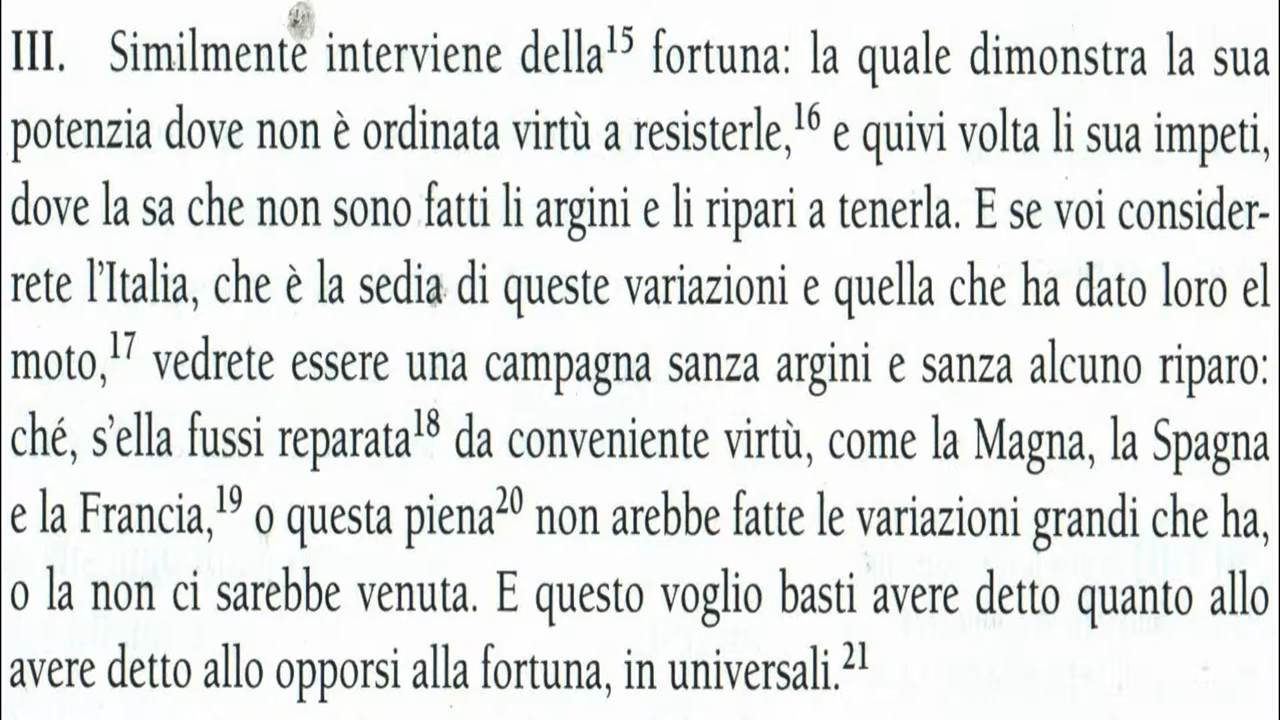 III. Similmente interviene della¹⁵ fortuna: la quale dimonstra la sua
potenzia dove non è ordinata virtù a resisterle,¹⁶ e quivi volta li sua impeti,
dove la sa che non sono fatti li argini e li ripari a tenerla. E se voi consider-
rete l’Italia, che è la sedia di queste variazioni e quella che ha dato loro el
moto,¹⁷ vedrete essere una campagna sanza argini e sanza alcuno riparo:
ché, s’ella fussi reparata¹⁸ da conveniente virtù, come la Magna, la Spagna
e la Francia,¹⁹ o questa piena²⁰ non arebbe fatte le variazioni grandi che ha,
o la non ci sarebbe venuta. E questo voglio basti avere detto quanto allo
avere detto allo opporsi alla fortuna, in universali.²¹